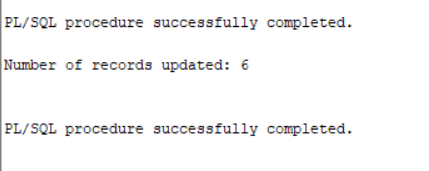 PL/SQL procedure successfully completed.
Number of records updated: 6
PL/SQL procedure successfully completed.